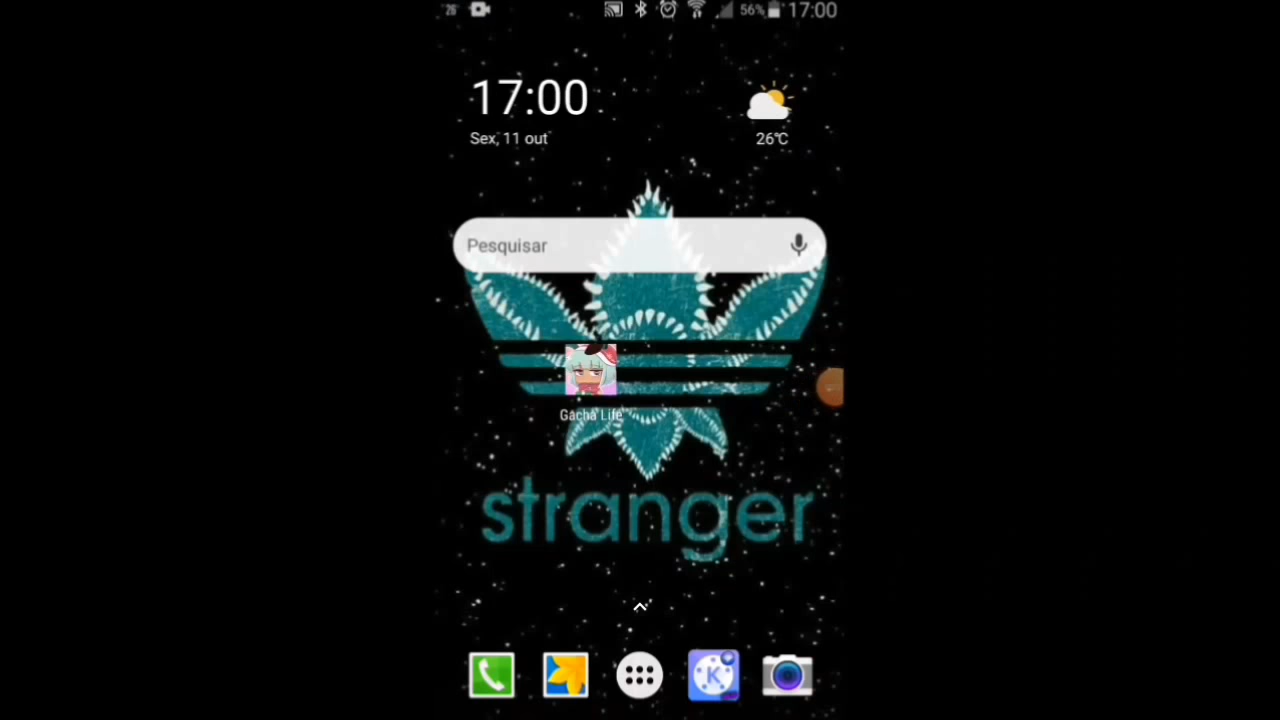 56% 17:00
17:00
Sex, 11 out
26℃
Pesquisar
Gacha Life
stranger
K